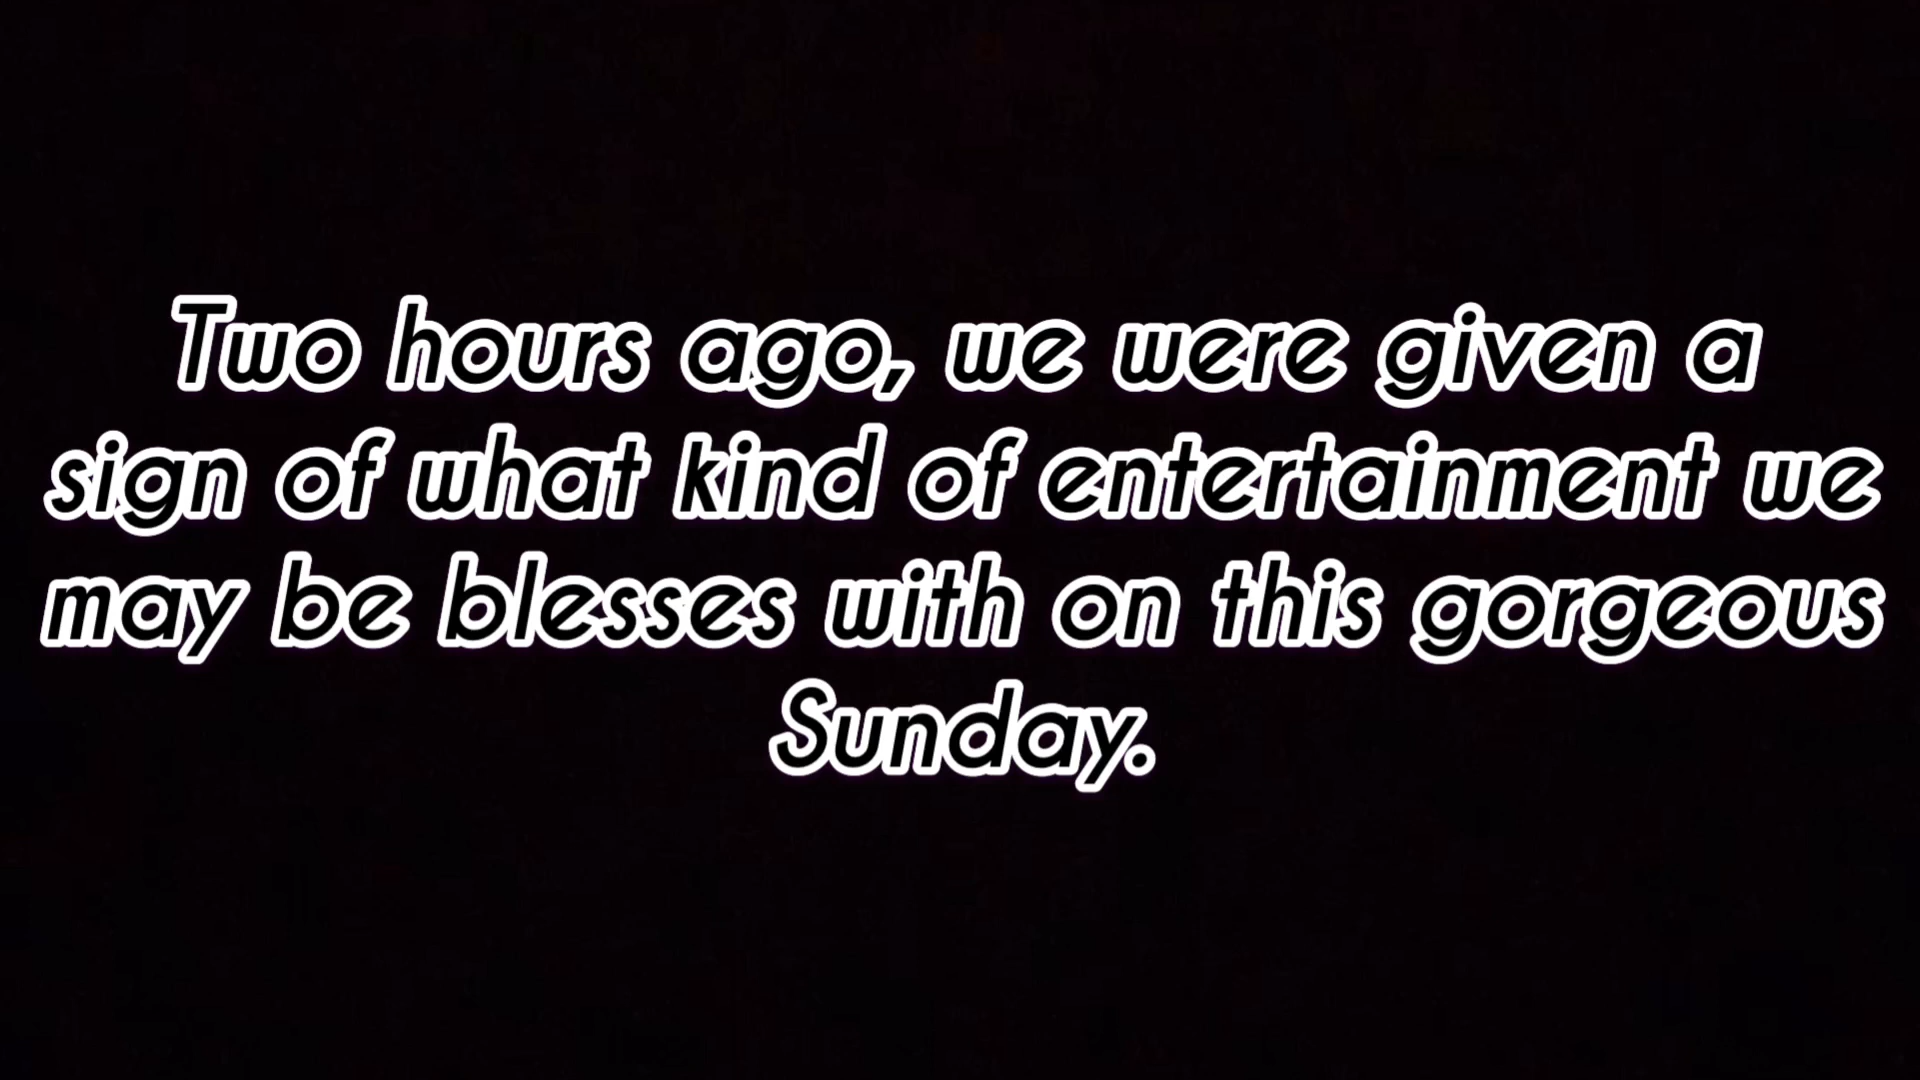 Two hours ago, we were given a
sign of what kind of entertainment we
may be blesses with on this gorgeous
Sunday.